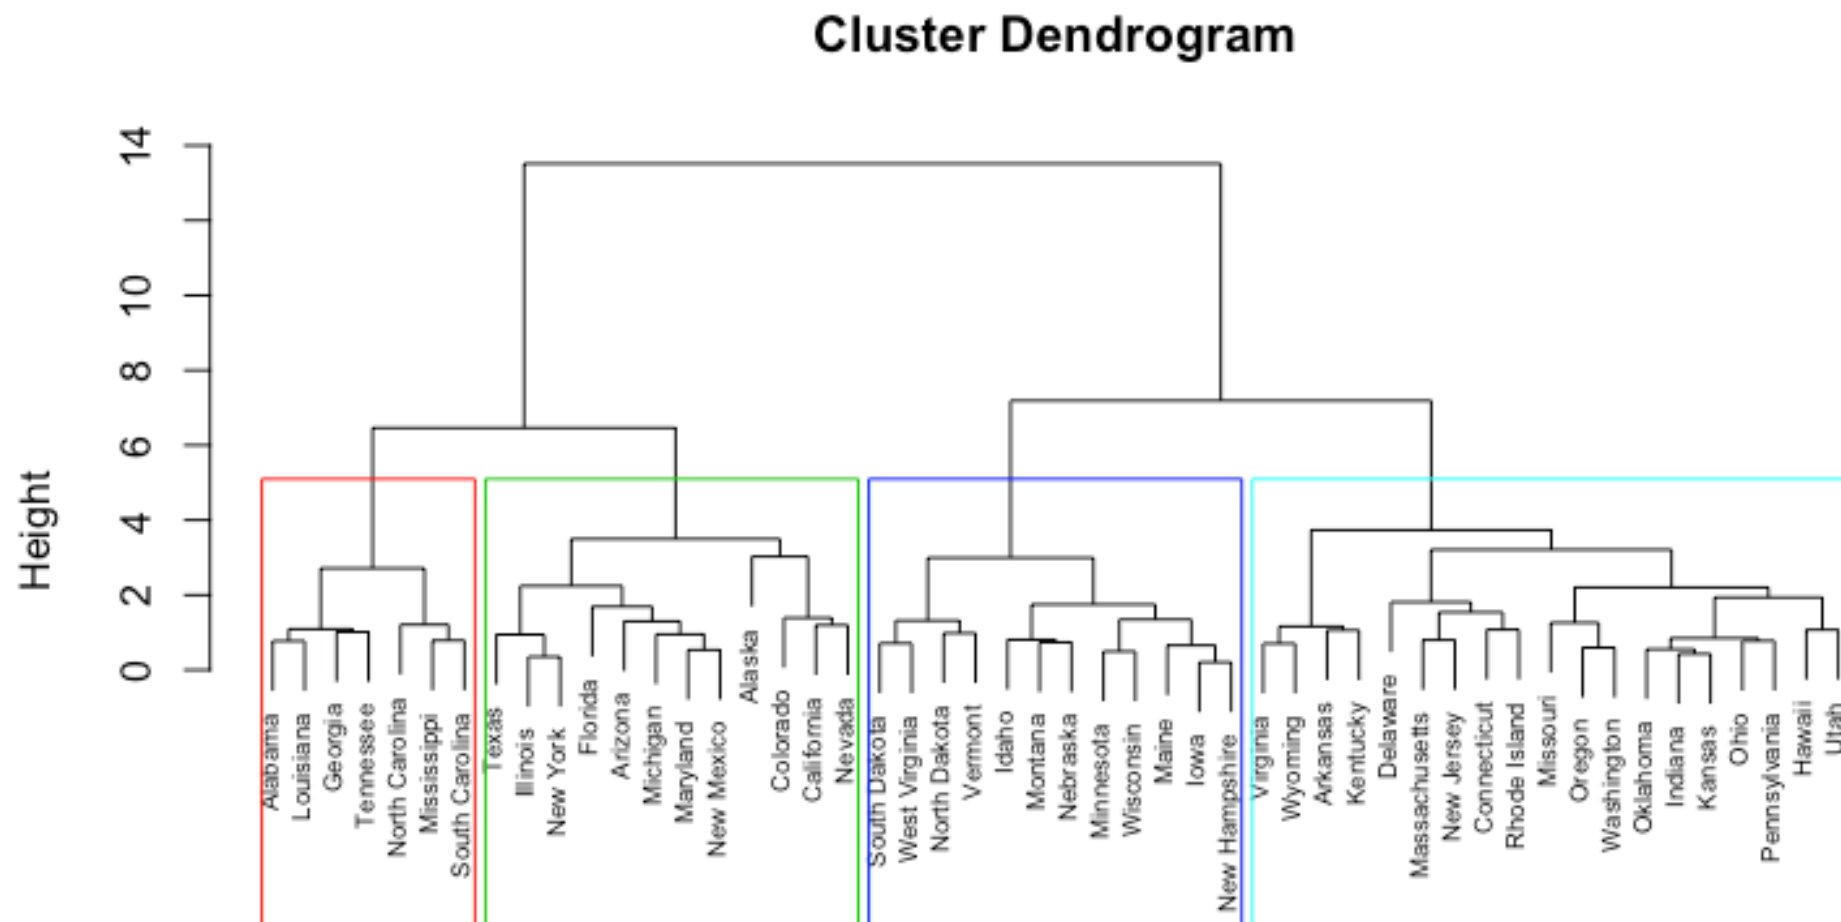 Cluster Dendrogram
Height
14
10
8
6
4
2
0
Alabama
Louisiana
Georgia
Tennessee
North Carolina
Mississippi
South Carolina
Texas
Illinois
New York
Florida
Arizona
Michigan
Maryland
New Mexico
Alaska
Colorado
California
Nevada
South Dakota
West Virginia
North Dakota
Vermont
Idaho
Montana
Nebraska
Minnesota
Wisconsin
Maine
Iowa
New Hampshire
Virginia
Wyoming
Arkansas
Kentucky
Delaware
Massachusetts
New Jersey
Connecticut
Rhode Island
Missouri
Oregon
Washington
Oklahoma
Indiana
Kansas
Ohio
Pennsylvania
Hawaii
Utah